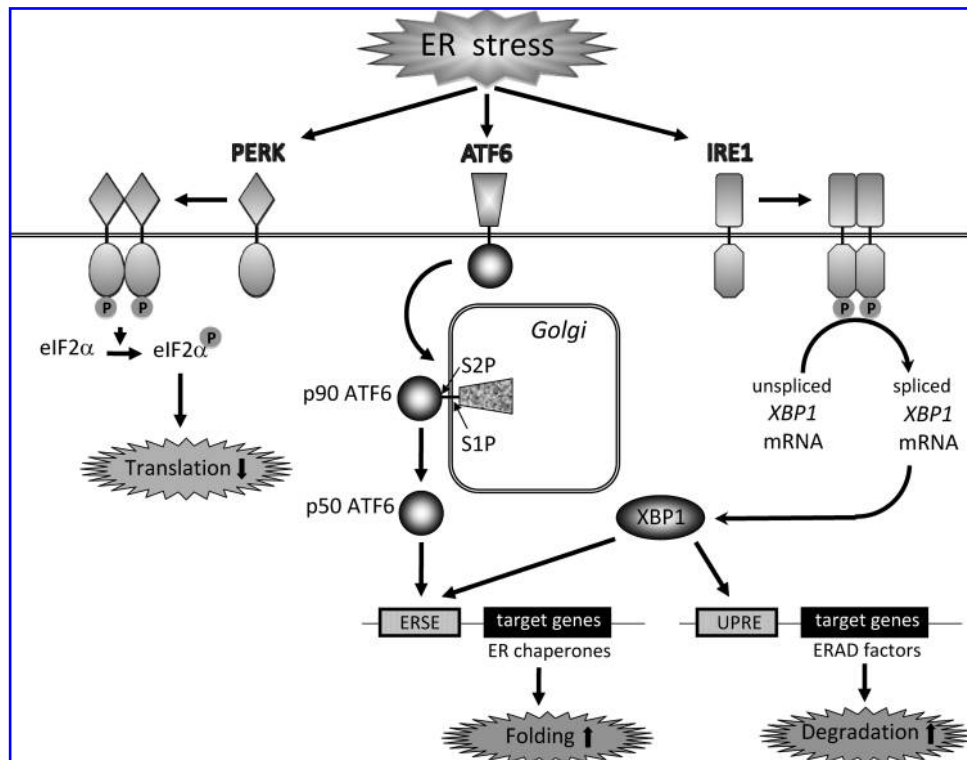 ER stress
PERK
ATF6
IRE1
P P
P P
eIF2α
eIF2α
P
Golgi
S2P
p90 ATF6
S1P
unspliced
XBP1
mRNA
spliced
XBP1
mRNA
Translation ⬇
p50 ATF6
XBP1
ERSE
target genes
ER chaperones
UPRE
target genes
ERAD factors
Folding ⬆
Degradation ⬆